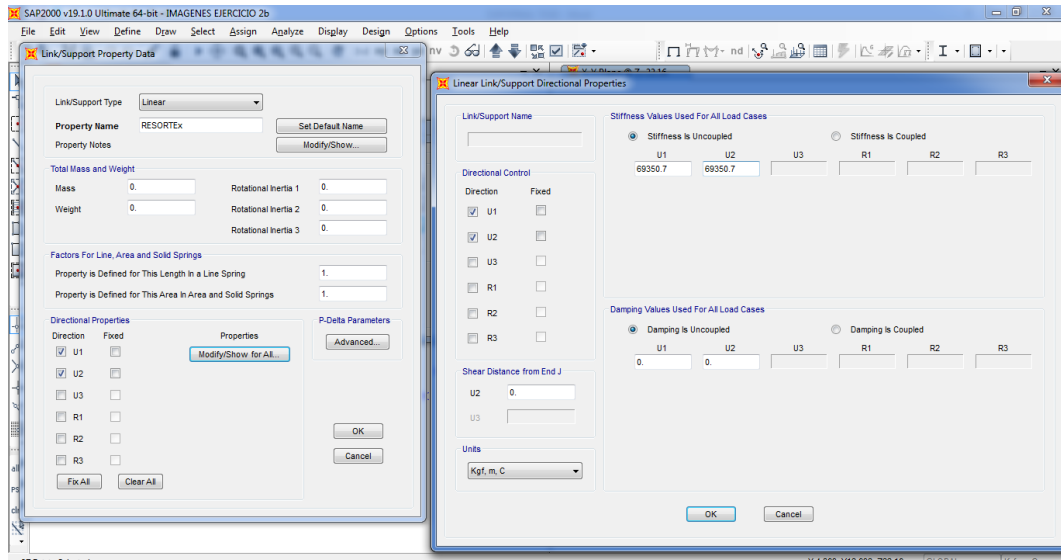 SAP2000 v19.1.0 Ultimate 64-bit - IMAGENES EJERCICIO 2b
File Edit View Define Draw Select Assign Analyze Display Design Options Tools Help
nv nd
Link/Support Property Data
Link/Support Type Linear
Property Name RESORTEx Set Default Name
Property Notes Modify/Show...
Total Mass and Weight
Mass 0. Rotational Inertia 1 0.
Weight 0. Rotational Inertia 2 0.
Rotational Inertia 3 0.
Factors For Line, Area and Solid Springs
Property is Defined for This Length In a Line Spring 1.
Property is Defined for This Area In Area and Solid Springs 1.
Directional Properties
Direction Fixed Properties
U1 Modify/Show for All...
U2
U3
R1
R2
R3
Fix All Clear All
P-Delta Parameters
Advanced...
OK
Cancel
Linear Link/Support Directional Properties
Link/Support Name
Directional Control
Direction Fixed
U1
U2
U3
R1
R2
R3
Shear Distance from End J
U2 0.
U3
Units
Kgf, m, C
Stiffness Values Used For All Load Cases
Stiffness Is Uncoupled Stiffness Is Coupled
U1 U2 U3 R1 R2 R3
69350.7 69350.7
Damping Values Used For All Load Cases
Damping Is Uncoupled Damping Is Coupled
U1 U2 U3 R1 R2 R3
0. 0.
OK Cancel